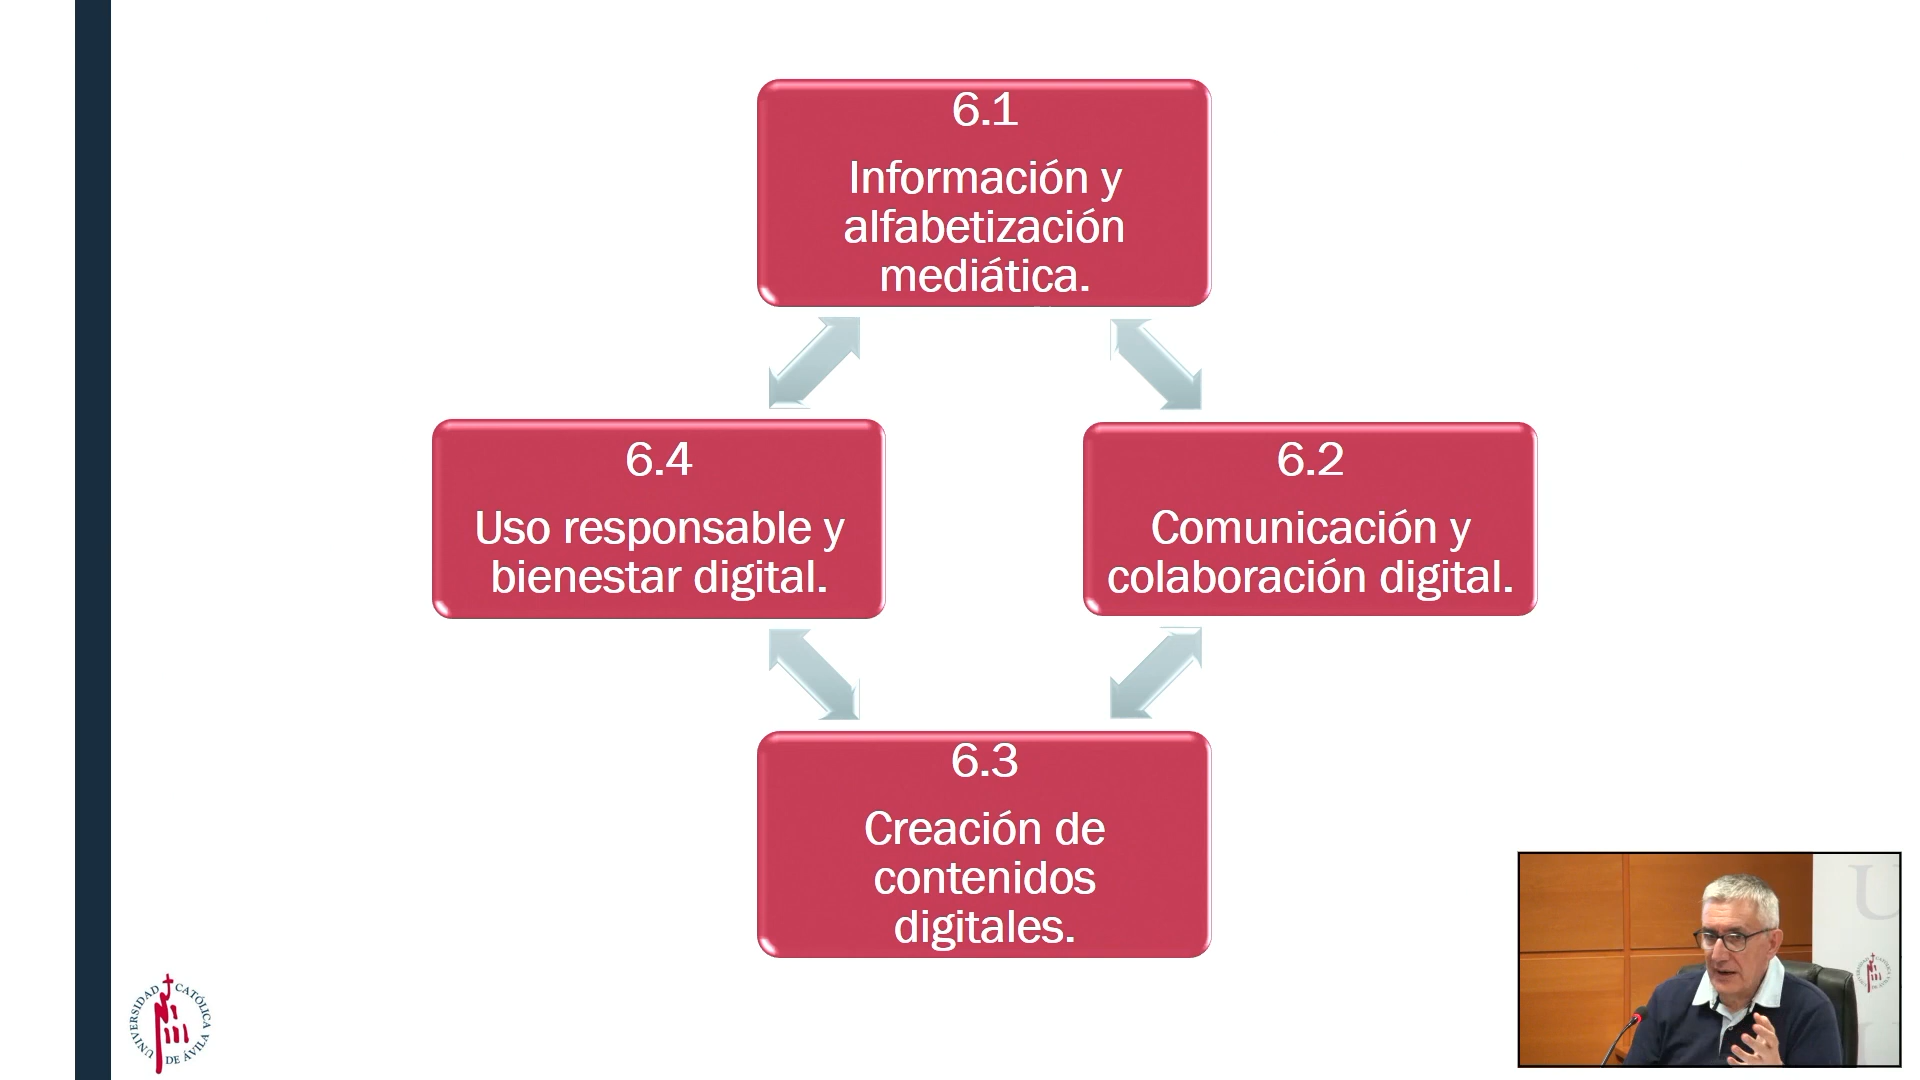 6.1
Información y
alfabetización
mediática.
6.4
Uso responsable y
bienestar digital.
6.2
Comunicación y
colaboración digital.
6.3
Creación de
contenidos
digitales.
UNIVERSIDAD CATÓLICA DE ÁVILA
U